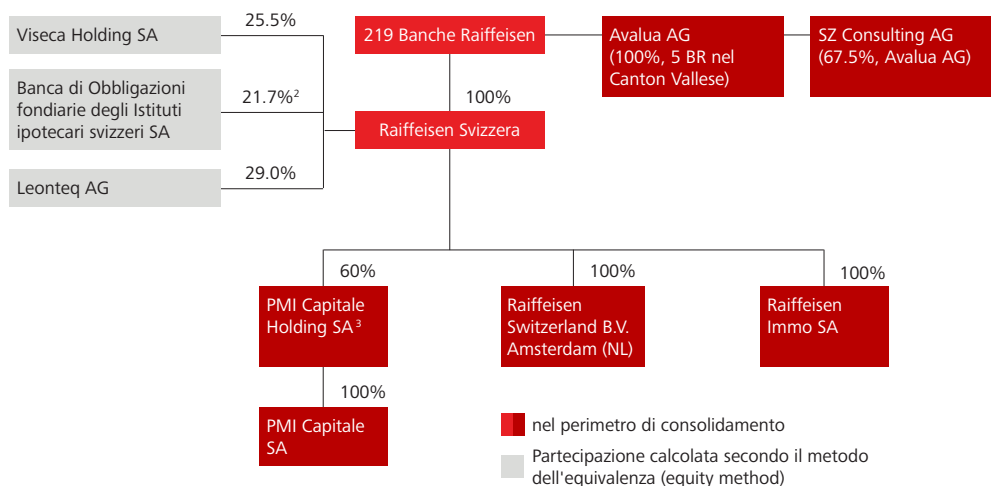 Viseca Holding SA
25.5%
219 Banche Raiffeisen
Avalua AG
(100%, 5 BR nel
Canton Vallese)
SZ Consulting AG
(67.5%, Avalua AG)
Banca di Obbligazioni
fondiarie degli Istituti
ipotecari svizzeri SA
21.7%²
100%
Raiffeisen Svizzera
Leonteq AG
29.0%
60%
PMI Capitale
Holding SA³
100%
Raiffeisen
Switzerland B.V.
Amsterdam (NL)
100%
Raiffeisen
Immo SA
100%
PMI Capitale
SA
nel perimetro di consolidamento
Partecipazione calcolata secondo il metodo
dell'equivalenza (equity method)